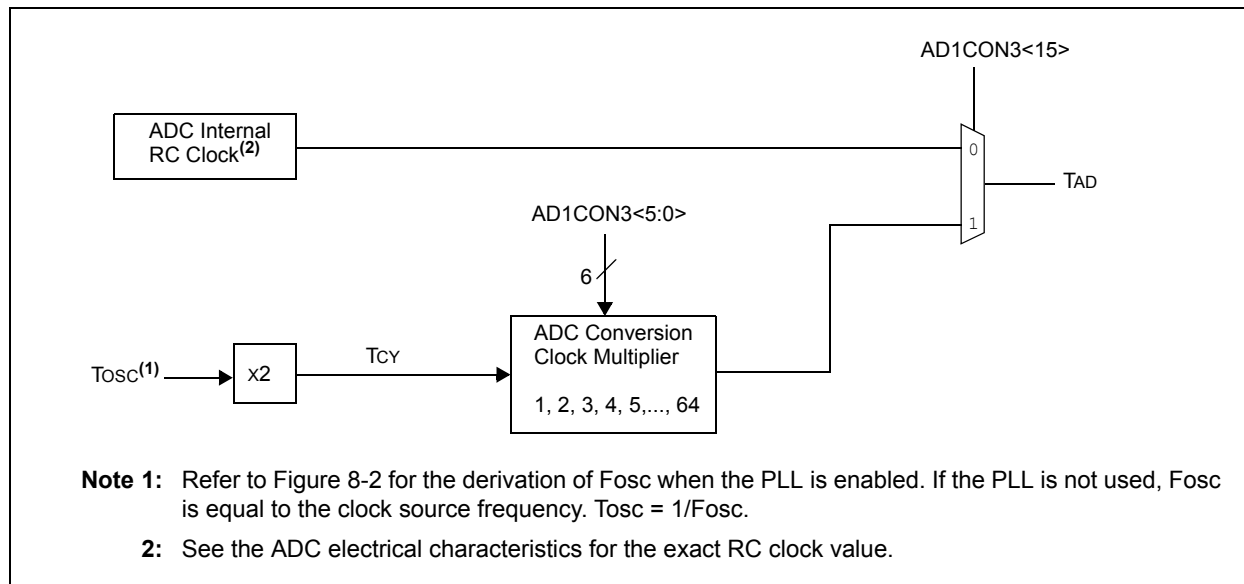 AD1CON3<15>
ADC Internal
RC Clock(2)
0
TAD
AD1CON3<5:0>
1
6
ADC Conversion
Clock Multiplier
TOSC(1)
X2
TCY
1, 2, 3, 4, 5,..., 64
Note 1: Refer to Figure 8-2 for the derivation of Fosc when the PLL is enabled. If the PLL is not used, Fosc
is equal to the clock source frequency. Tosc = 1/Fosc.
2: See the ADC electrical characteristics for the exact RC clock value.